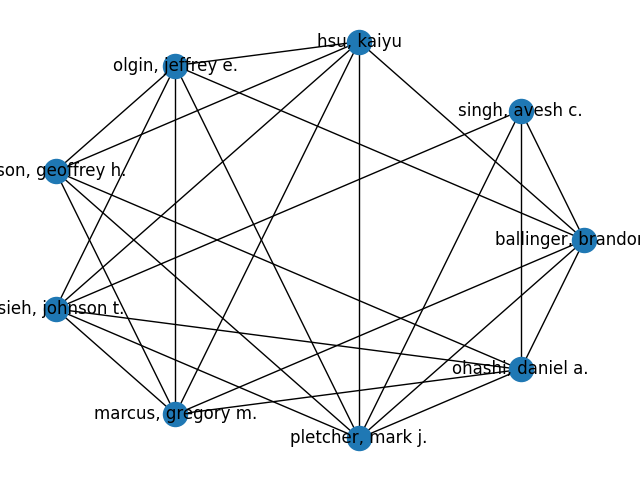 hsu, kaiyu
olgin, jeffrey e.
singh, avesh c.
son, geoffrey h.
ballinger, brandon
sieh, johnson t.
ohashi, daniel a.
marcus, gregory m.
pletcher, mark j.